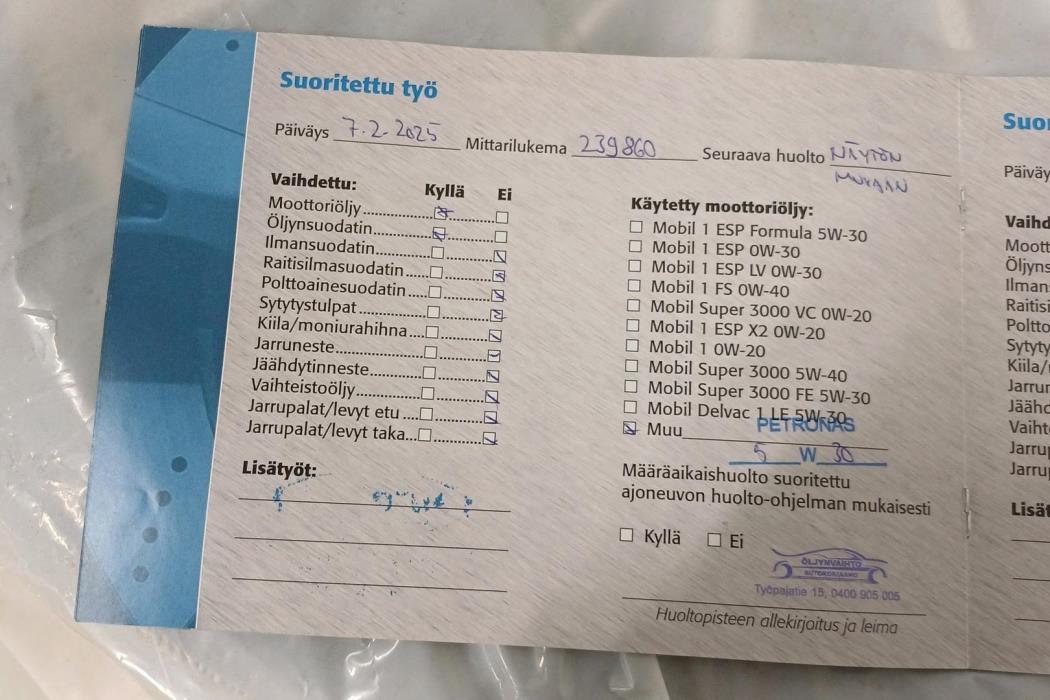 Suoritettu työ
Päiväys 7.2.2025 Mittarilukema 239860 Seuraava huolto NÄYTÖN
MUKAAN
Vaihdettu: Kyllä Ei
Moottoriöljy
Öljynsuodatin
Ilmansuodatin
Raitisilmasuodatin
Polttoainesuodatin
Sytytystulpat
Kiila/moniurahihna
Jarruneste
Jäähdytinneste
Vaihteistoöljy
Jarrupalat/levyt etu
Jarrupalat/levyt taka
Lisätyöt:
Käytetty moottoriöljy:
Mobil 1 ESP Formula 5W-30
Mobil 1 ESP 0W-30
Mobil 1 ESP LV 0W-30
Mobil 1 FS 0W-40
Mobil Super 3000 VC 0W-20
Mobil 1 ESP X2 0W-20
Mobil 1 0W-20
Mobil Super 3000 5W-40
Mobil Super 3000 FE 5W-30
Mobil Delvac 1 LE 5W-30
Muu PETRONAS
5 W 30
Määräaikaishuolto suoritettu
ajoneuvon huolto-ohjelman mukaisesti
Kyllä Ei
ÖLJYNVAIHTO
AUTOKORJAAMO
Työpajatie 15, 0400 905 005
Huoltopisteen allekirjoitus ja leima
Suor
Päiväy
Vaihd
Moott
Öljyns
Ilman
Raitisi
Poltto
Sytyty
Kiila/
Jarrur
Jäähd
Vaiht
Jarrup
Jarrup
Lisät